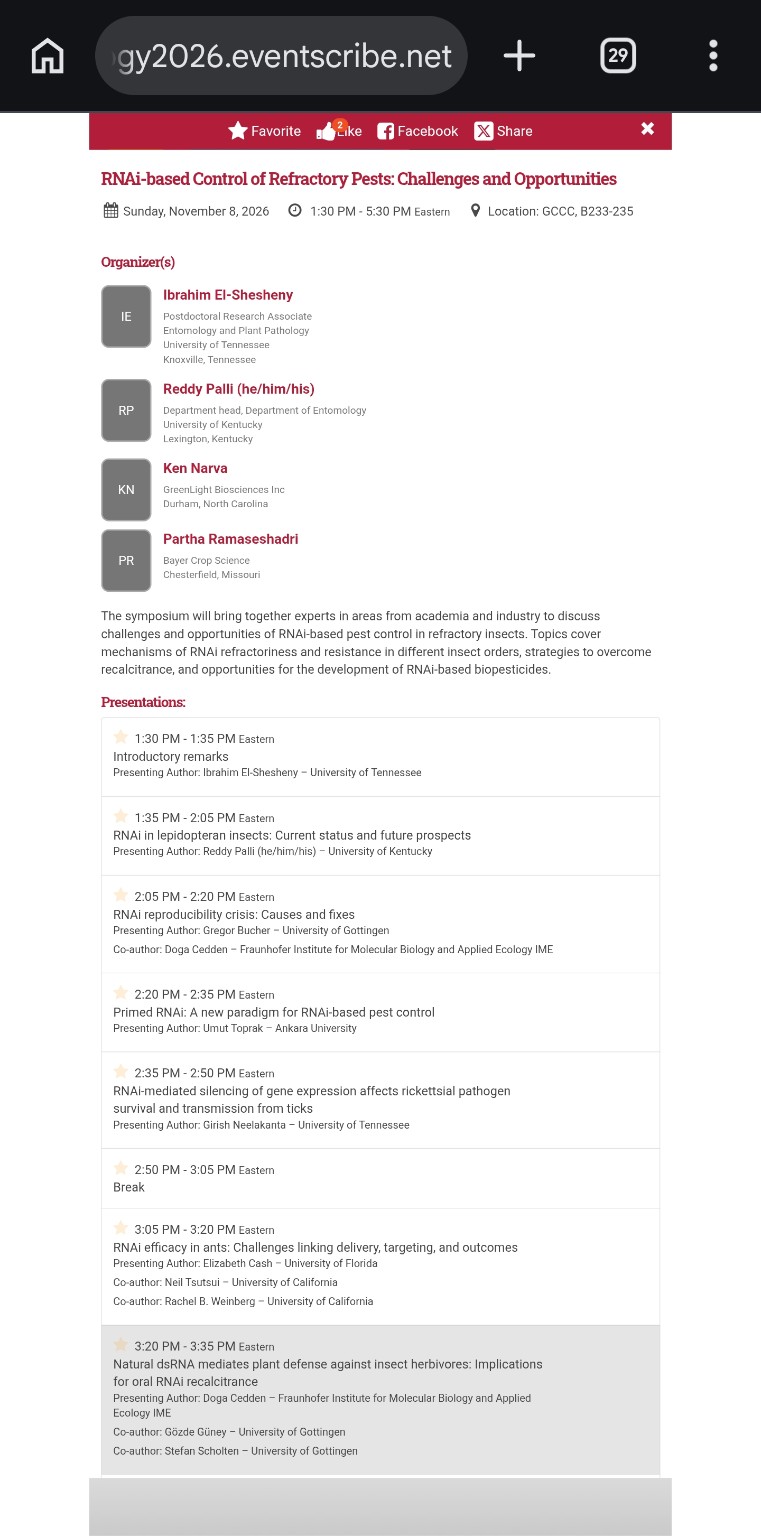 gy2026.eventscribe.net
29
Favorite
2
Like
Facebook
Share
RNAi-based Control of Refractory Pests: Challenges and Opportunities
Sunday, November 8, 2026 1:30 PM - 5:30 PM Eastern Location: GCCC, B233-235
Organizer(s)
IE
Ibrahim El-Shesheny
Postdoctoral Research Associate
Entomology and Plant Pathology
University of Tennessee
Knoxville, Tennessee
RP
Reddy Palli (he/him/his)
Department head, Department of Entomology
University of Kentucky
Lexington, Kentucky
KN
Ken Narva
GreenLight Biosciences Inc
Durham, North Carolina
PR
Partha Ramaseshadri
Bayer Crop Science
Chesterfield, Missouri
The symposium will bring together experts in areas from academia and industry to discuss
challenges and opportunities of RNAi-based pest control in refractory insects. Topics cover
mechanisms of RNAi refractoriness and resistance in different insect orders, strategies to overcome
recalcitrance, and opportunities for the development of RNAi-based biopesticides.
Presentations:
1:30 PM - 1:35 PM Eastern
Introductory remarks
Presenting Author: Ibrahim El-Shesheny – University of Tennessee
1:35 PM - 2:05 PM Eastern
RNAi in lepidopteran insects: Current status and future prospects
Presenting Author: Reddy Palli (he/him/his) – University of Kentucky
2:05 PM - 2:20 PM Eastern
RNAi reproducibility crisis: Causes and fixes
Presenting Author: Gregor Bucher – University of Gottingen
Co-author: Doga Cedden – Fraunhofer Institute for Molecular Biology and Applied Ecology IME
2:20 PM - 2:35 PM Eastern
Primed RNAi: A new paradigm for RNAi-based pest control
Presenting Author: Umut Toprak – Ankara University
2:35 PM - 2:50 PM Eastern
RNAi-mediated silencing of gene expression affects rickettsial pathogen
survival and transmission from ticks
Presenting Author: Girish Neelakanta – University of Tennessee
2:50 PM - 3:05 PM Eastern
Break
3:05 PM - 3:20 PM Eastern
RNAi efficacy in ants: Challenges linking delivery, targeting, and outcomes
Presenting Author: Elizabeth Cash – University of Florida
Co-author: Neil Tsutsui – University of California
Co-author: Rachel B. Weinberg – University of California
3:20 PM - 3:35 PM Eastern
Natural dsRNA mediates plant defense against insect herbivores: Implications
for oral RNAi recalcitrance
Presenting Author: Doga Cedden – Fraunhofer Institute for Molecular Biology and Applied
Ecology IME
Co-author: Gözde Güney – University of Gottingen
Co-author: Stefan Scholten – University of Gottingen